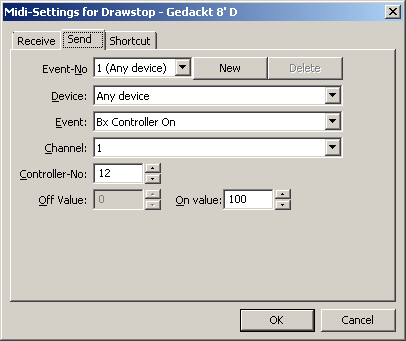 Midi-Settings for Drawstop - Gedackt 8' D
Receive Send Shortcut
Event-No 1 (Any device) New Delete
Device: Any device
Event: Bx Controller On
Channel: 1
Controller-No: 12
Off Value: 0 On value: 100
OK Cancel